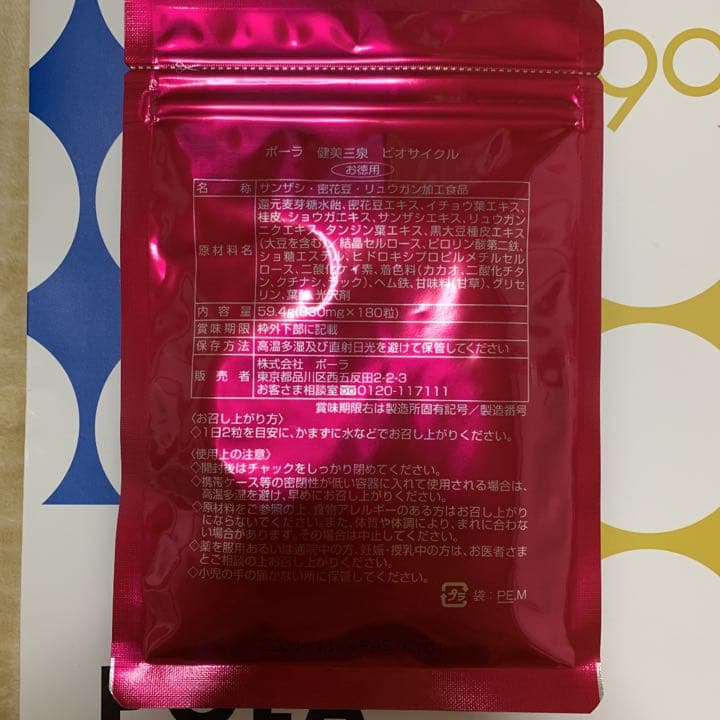 ポーラ 健美三泉 ビオサイクル
お徳用
名 称 サンザシ・密花豆・リュウガン加工食品
原材料名 還元麦芽糖水飴、密花豆エキス、イチョウ葉エキス、
桂皮、ショウガエキス、サンザシエキス、リュウガン
ニクエキス、タンジン葉エキス、黒大豆種皮エキス
(大豆を含む)/結晶セルロース、ピロリン酸第二鉄、
ショ糖エステル、ヒドロキシプロピルメチルセル
ロース、二酸化ケイ素、着色料(カカオ、二酸化チタ
ン、クチナシ、ラック)、ヘム鉄、甘味料(甘草)、グリセ
リン、葉酸、光沢剤
内 容 量 59.4g(330mg×180粒)
賞味期限 枠外下部に記載
保存方法 高温多湿及び直射日光を避けて保管してください
販 売 者 株式会社 ポーラ
東京都品川区西五反田2-2-3
お客さま相談室 0120-117111
賞味期限右は製造所固有記号/製造番号
〈お召し上がり方〉
◇1日2粒を目安に、かまずに水などでお召し上がりください。
〈使用上の注意〉
◇開封後はチャックをしっかり閉めてください。
◇携帯ケース等の密閉性が低い容器に入れて使用される場合は、
高温多湿を避け、早めにお召し上がりください。
◇原材料をご参照の上、食物アレルギーのある方はお召し上がり
にならないでください。また、体質や体調により、まれに合わな
い場合があります。その場合は中止してください。
◇薬を服用あるいは通院中の方、妊娠・授乳中の方は、お医者さま
とご相談の上お召し上がりください。
◇小児の手の届かない所に保管してください。
プラ 袋:PE,M
90
POLA